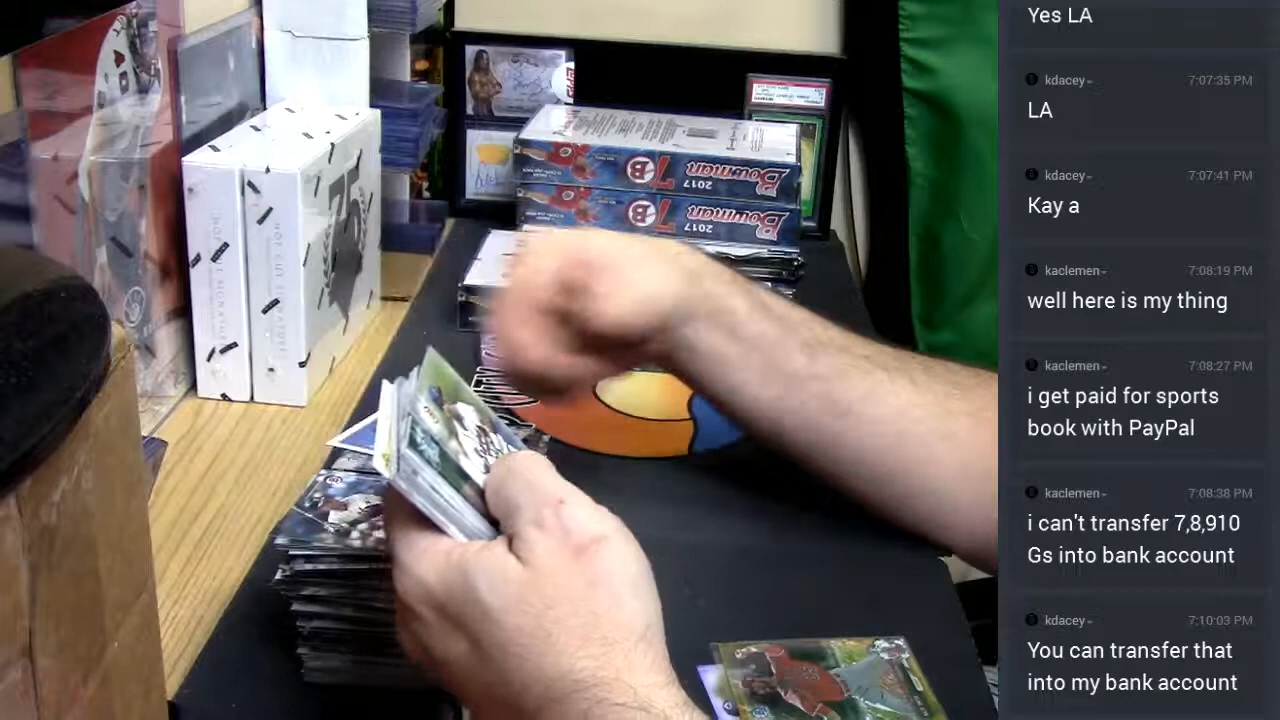 Yes LA
kdacey
7:07:35 PM
LA
kdacey
7:07:41 PM
Kay a
kaclemen
7:08:19 PM
well here is my thing
kaclemen
7:08:27 PM
i get paid for sports
book with PayPal
kaclemen
7:08:38 PM
i can't transfer 7,8,910
Gs into bank account
kdacey
7:10:03 PM
You can transfer that
into my bank account
Bowman
2017
Bowman
2017
75